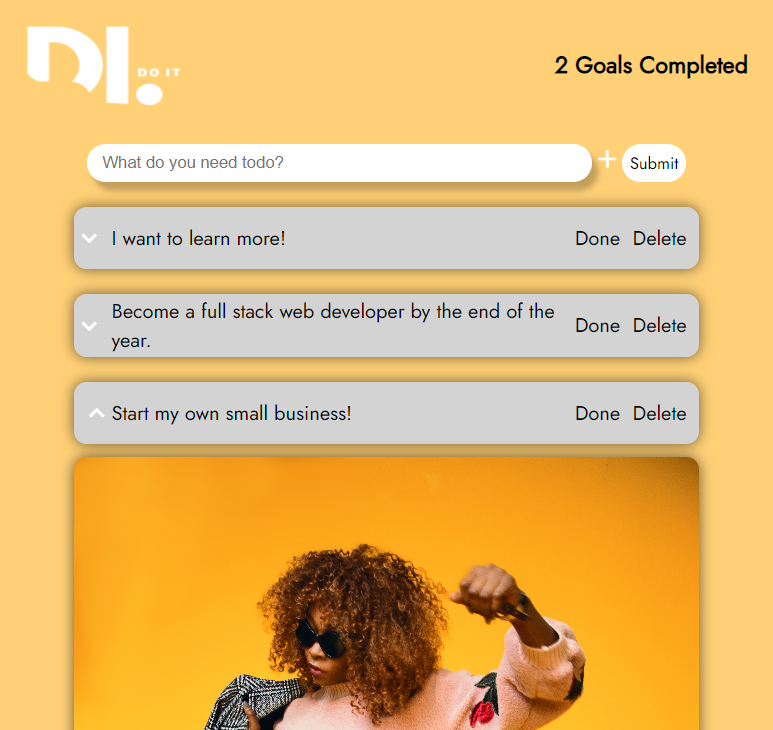 DI.
DO IT
2 Goals Completed
What do you need todo?
+ Submit
I want to learn more!
Done Delete
Become a full stack web developer by the end of the
year.
Done Delete
Start my own small business!
Done Delete